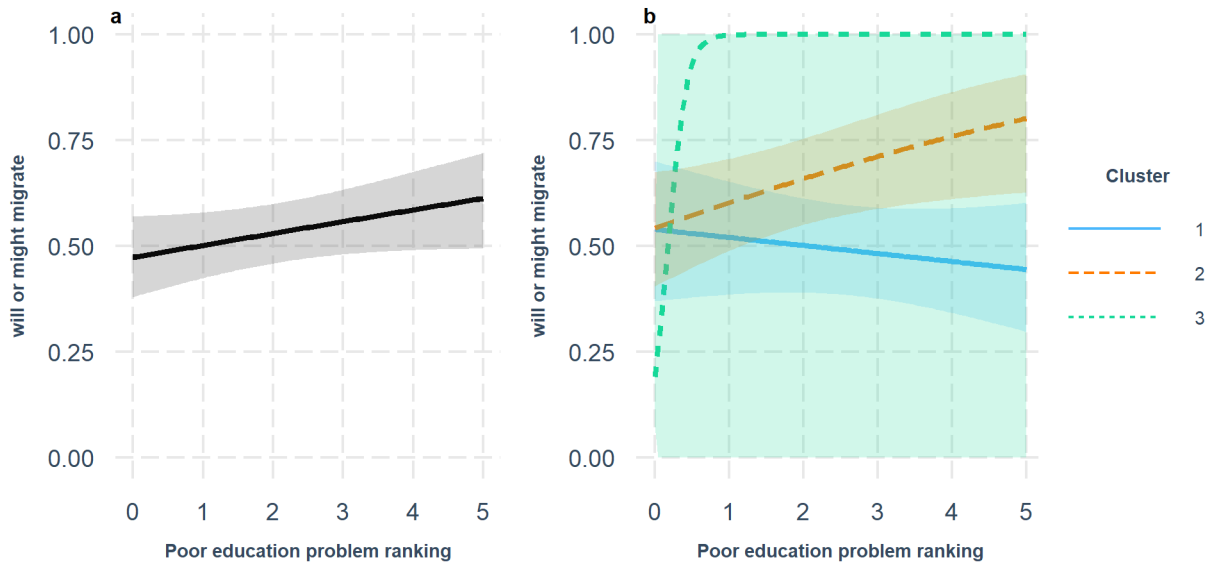 a
1.00
0.75
0.50
0.25
0.00
will or might migrate
0 1 2 3 4 5
Poor education problem ranking
b
1.00
0.75
0.50
0.25
0.00
will or might migrate
0 1 2 3 4 5
Poor education problem ranking
Cluster
1
2
3